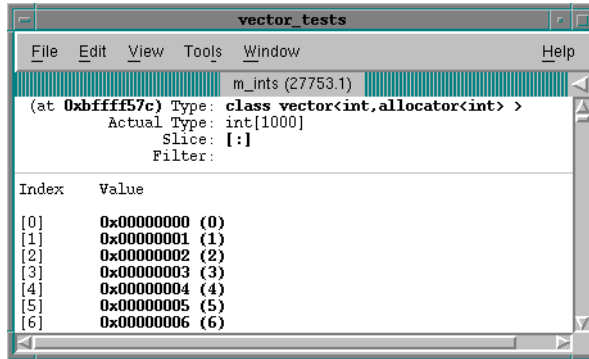 vector_tests
File Edit View Tools Window Help
m_ints (27753.1)
(at 0xbffff57c) Type: class vector<int,allocator<int> >
Actual Type: int[1000]
Slice: [:]
Filter:
Index Value
[0] 0x00000000 (0)
[1] 0x00000001 (1)
[2] 0x00000002 (2)
[3] 0x00000003 (3)
[4] 0x00000004 (4)
[5] 0x00000005 (5)
[6] 0x00000006 (6)